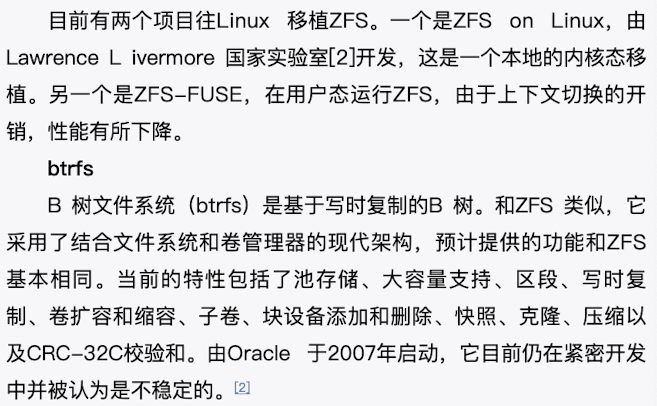 目前有两个项目往Linux 移植ZFS。一个是ZFS on Linux，由
Lawrence L ivermore 国家实验室[2]开发，这是一个本地的内核态移
植。另一个是ZFS-FUSE，在用户态运行ZFS，由于上下文切换的开
销，性能有所下降。
btrfs
B 树文件系统（btrfs）是基于写时复制的B 树。和ZFS 类似，它
采用了结合文件系统和卷管理器的现代架构，预计提供的功能和ZFS
基本相同。当前的特性包括了池存储、大容量支持、区段、写时复
制、卷扩容和缩容、子卷、块设备添加和删除、快照、克隆、压缩以
及CRC-32C校验和。由Oracle 于2007年启动，它目前仍在紧密开发
中并被认为是不稳定的。[2]